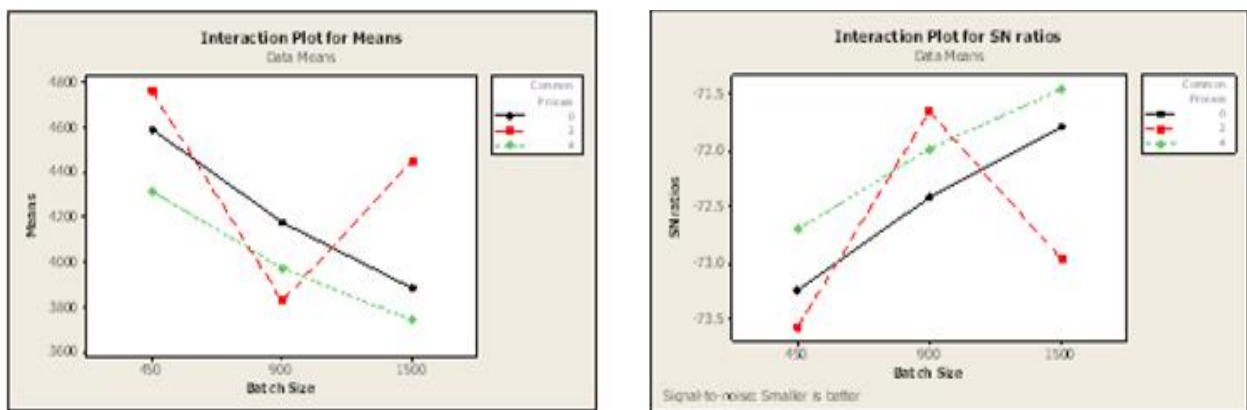 Interaction Plot for Means
Data Means
4800
4600
4400
4200
4000
3800
3600
Means
450
900
1500
Batch Size
Common
0
2
4
Interaction Plot for SN ratios
Data Means
-71.5
-72.0
-72.5
-73.0
-73.5
SN ratios
450
900
1500
Batch Size
Common
0
2
4
Signal-to-noise: Smaller is better